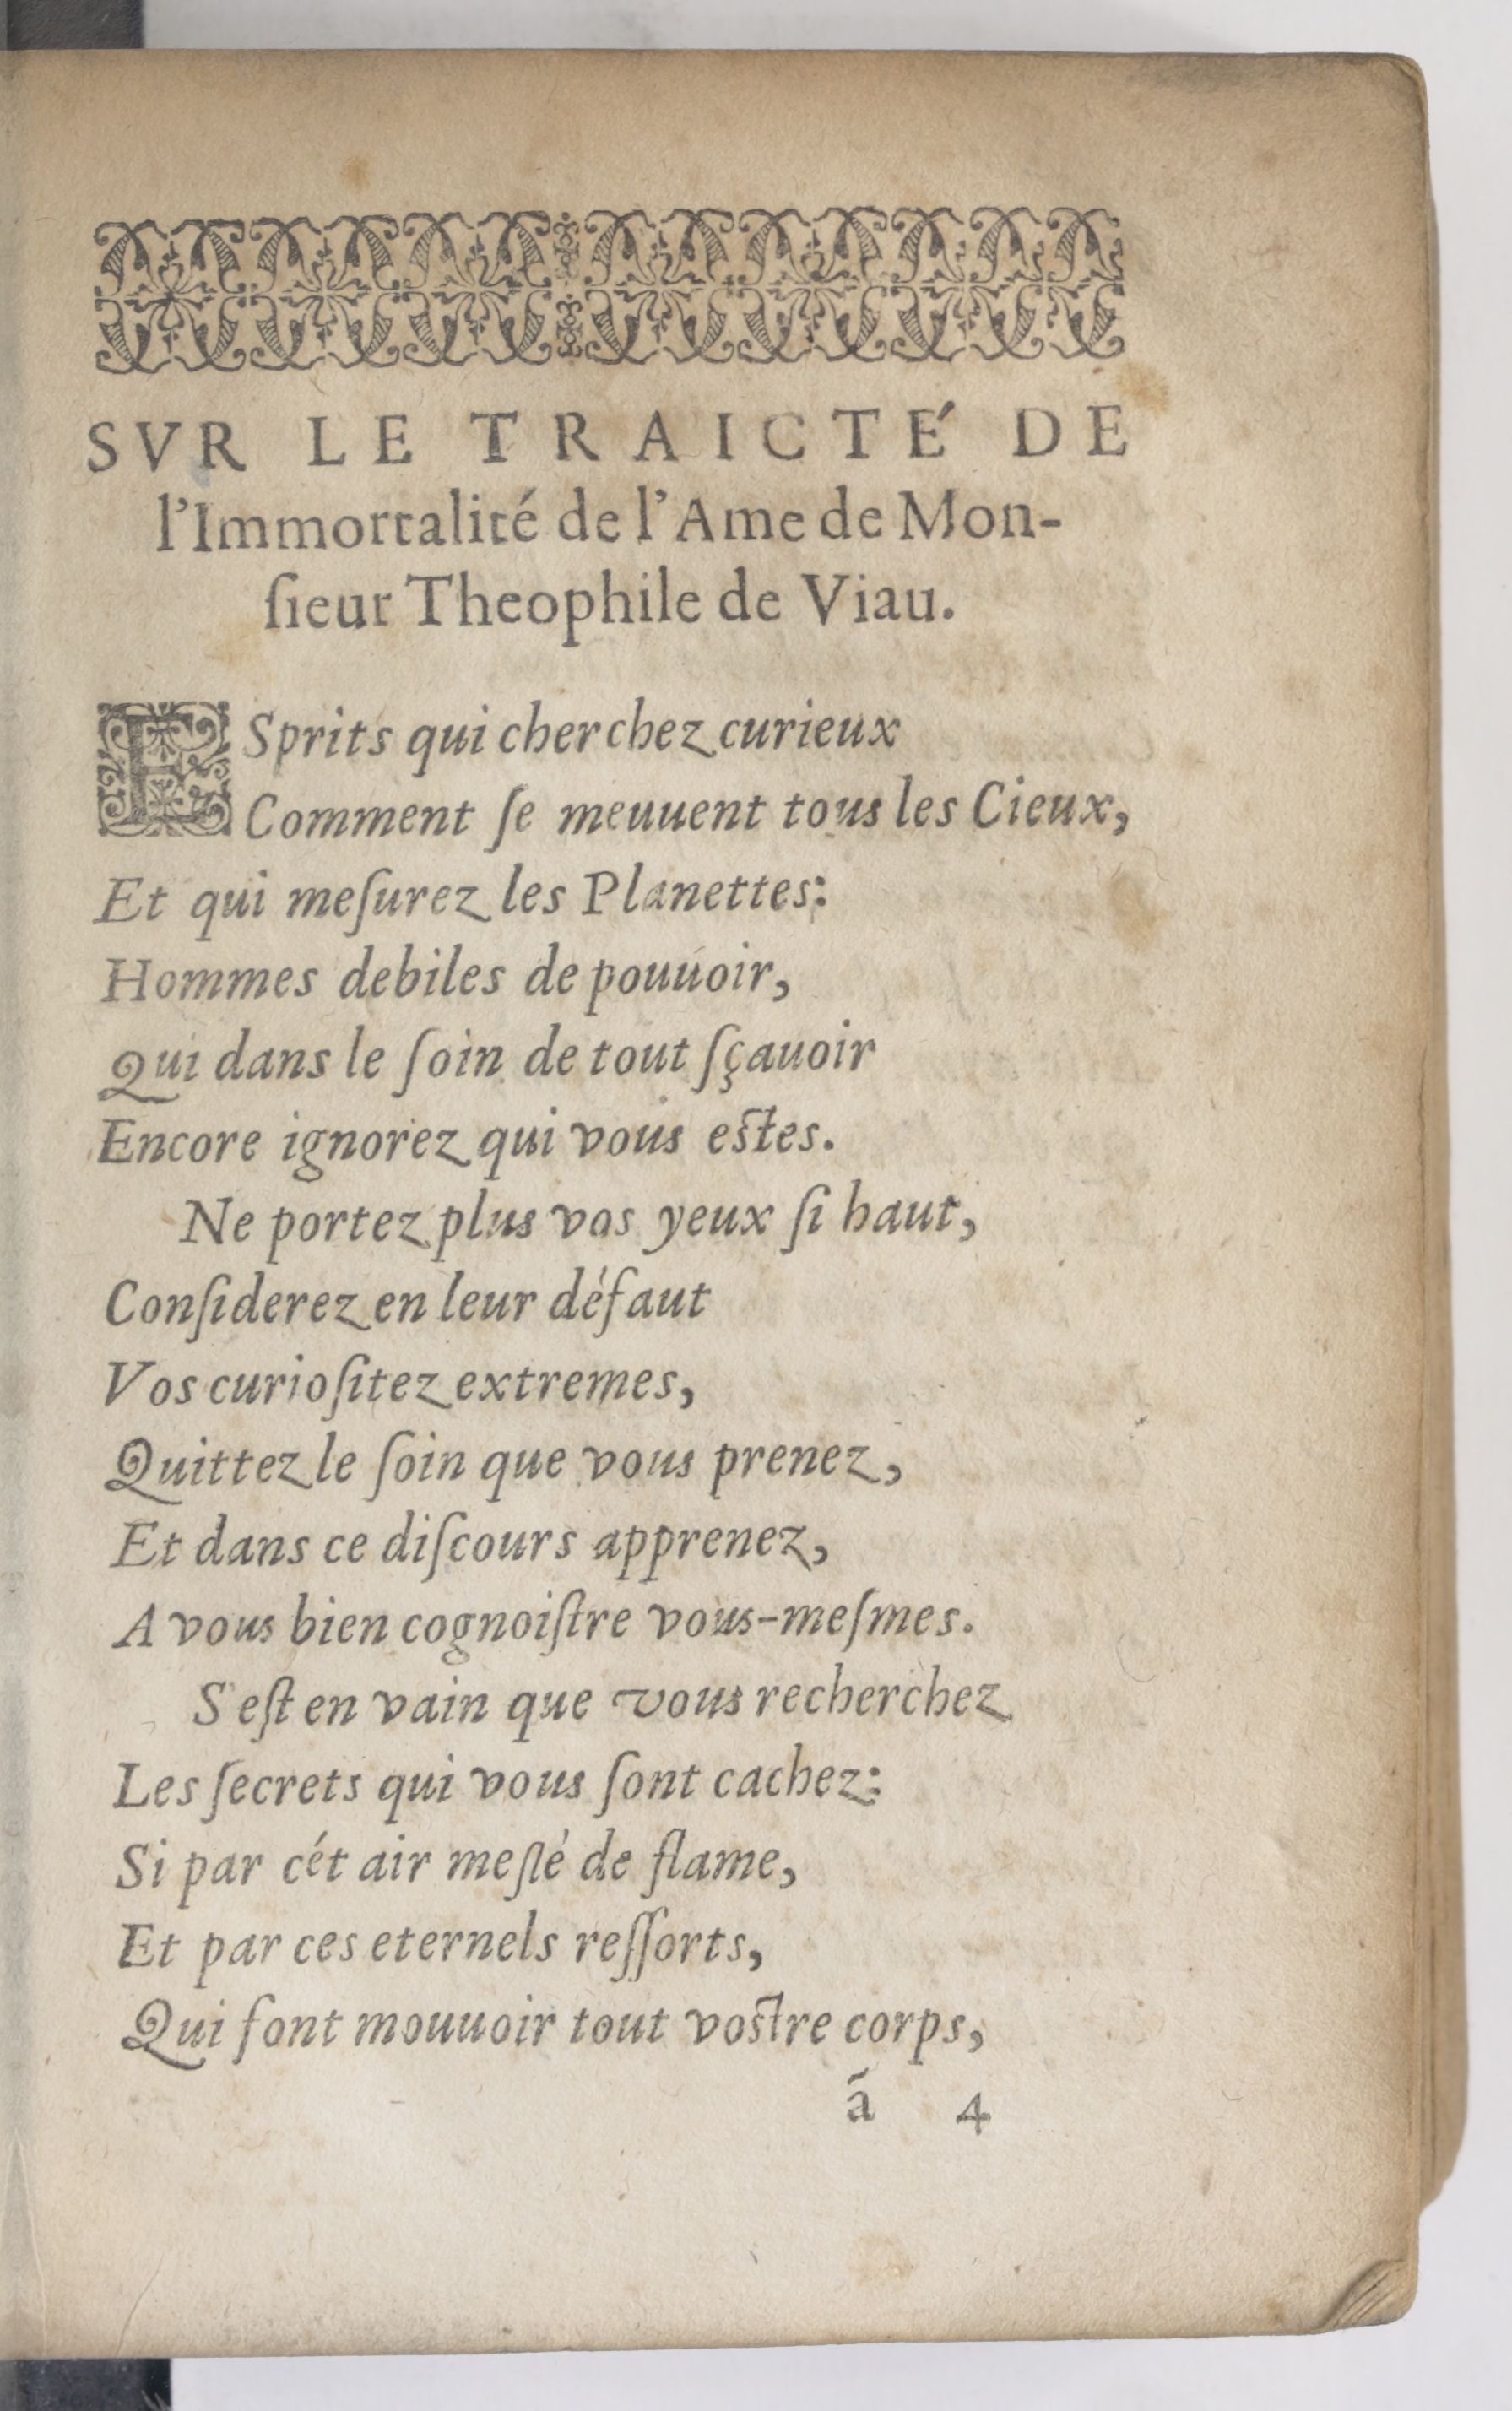 SVR LE TRAICTÉ DE
l'Immortalité de l'Ame de Mon-
ſieur Theophile de Viau.
ESprits qui cherchez curieux
Comment ſe meuuent tous les Cieux,
Et qui meſurez les Planettes:
Hommes debiles de pouuoir,
Qui dans le ſoin de tout ſçauoir
Encore ignorez qui vous eſtes.
Ne portez plus vos yeux ſi haut,
Conſiderez en leur défaut
Vos curioſitez extremes,
Quittez le ſoin que vous prenez,
Et dans ce diſcours apprenez,
A vous bien cognoiſtre vous-meſmes.
S'eſt en vain que vous recherchez
Les ſecrets qui vous ſont cachez:
Si par cét air meſlé de flame,
Et par ces eternels reſſorts,
Qui font mouuoir tout voſtre corps,
ã 4